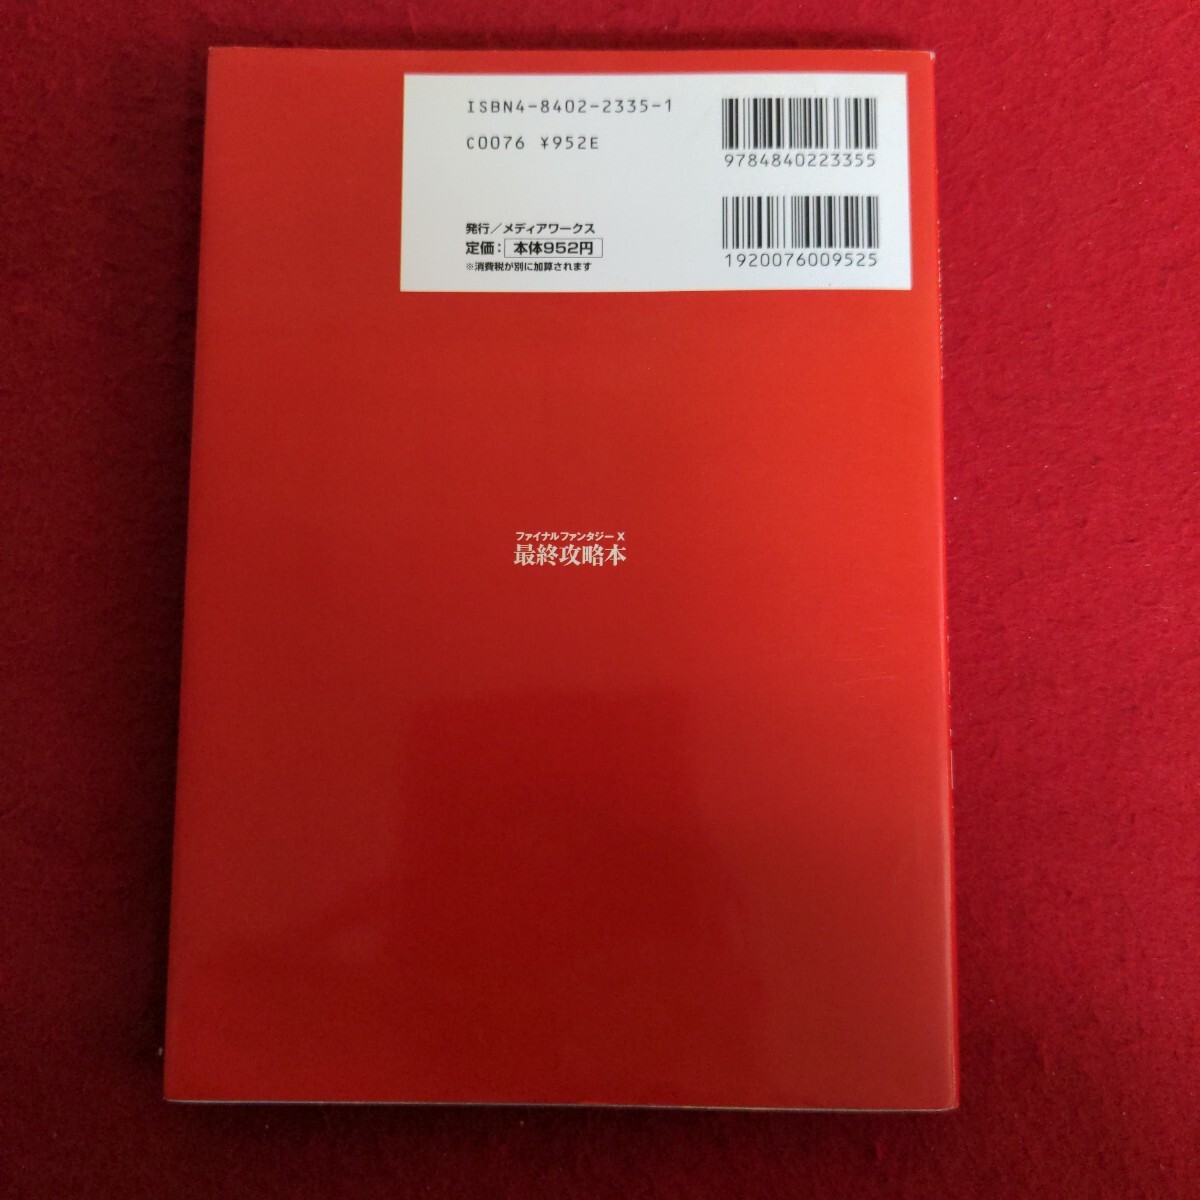 ISBN4-8402-2335-1
C0076 ¥952E
9784840223355
発行／メディアワークス
定価： 本体952円
※消費税が別に加算されます
1920076009525
ファイナルファンタジー X
最終攻略本